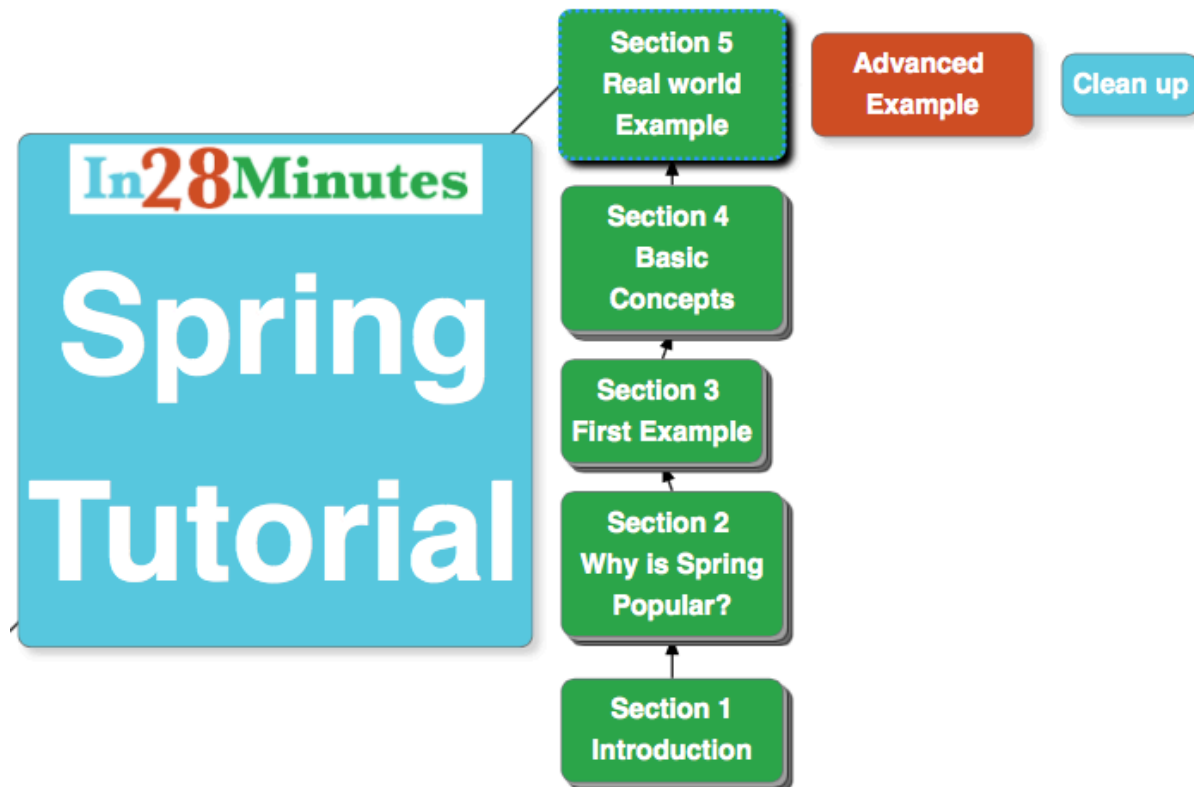 In28Minutes
Spring
Tutorial
Section 5
Real world
Example
Advanced
Example
Clean up
Section 4
Basic
Concepts
Section 3
First Example
Section 2
Why is Spring
Popular?
Section 1
Introduction